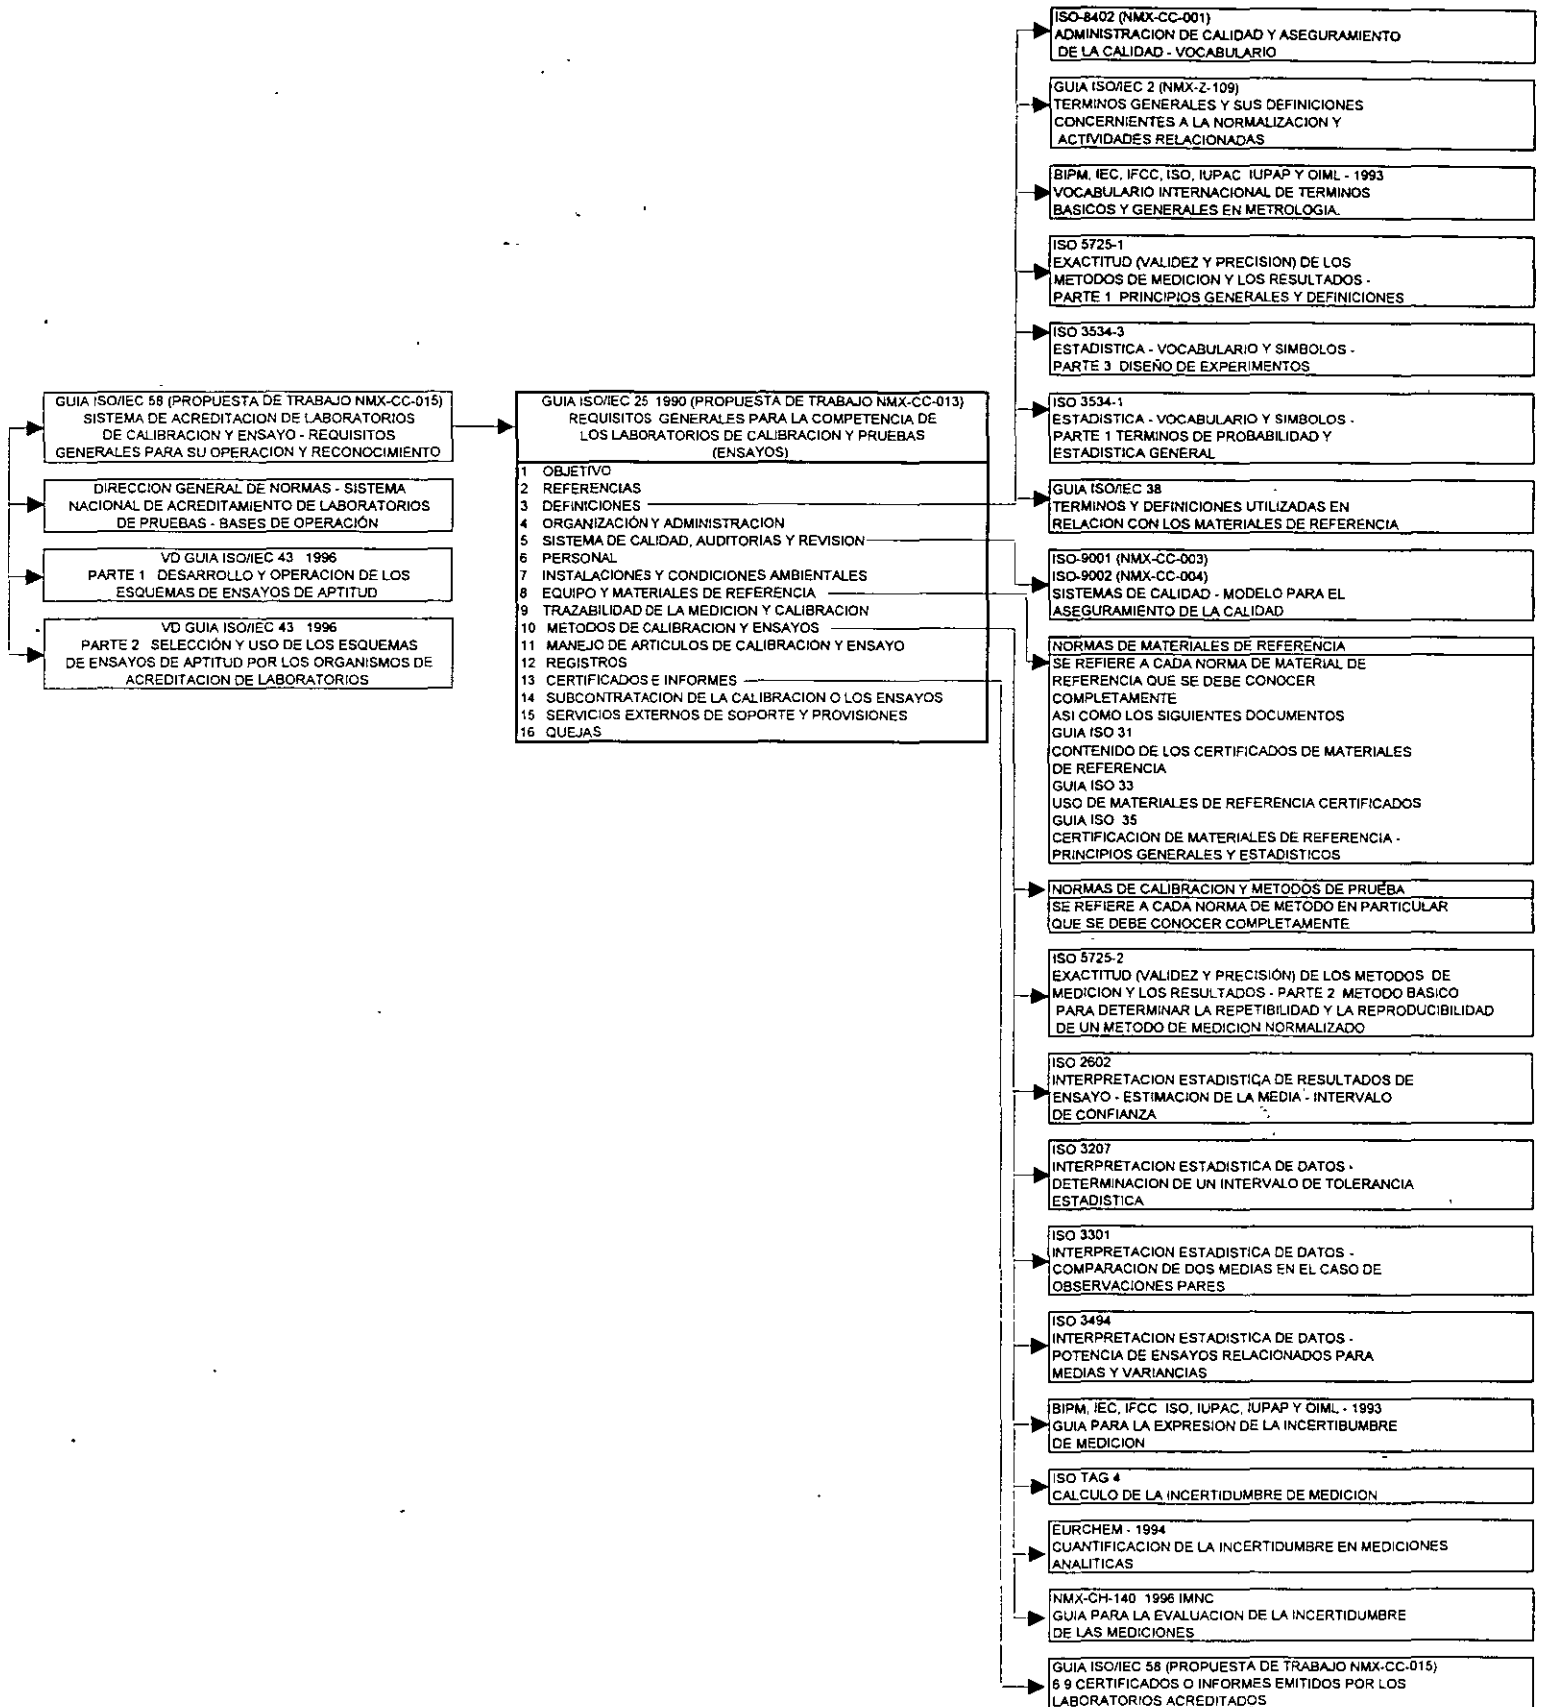 GUIA ISO/IEC 58 (PROPUESTA DE TRABAJO NMX-CC-015)
SISTEMA DE ACREDITACION DE LABORATORIOS
DE CALIBRACION Y ENSAYO - REQUISITOS
GENERALES PARA SU OPERACION Y RECONOCIMIENTO
DIRECCION GENERAL DE NORMAS - SISTEMA
NACIONAL DE ACREDITAMIENTO DE LABORATORIOS
DE PRUEBAS - BASES DE OPERACIÓN
VD GUIA ISO/IEC 43 1996
PARTE 1 DESARROLLO Y OPERACION DE LOS
ESQUEMAS DE ENSAYOS DE APTITUD
VD GUIA ISO/IEC 43 1996
PARTE 2 SELECCIÓN Y USO DE LOS ESQUEMAS
DE ENSAYOS DE APTITUD POR LOS ORGANISMOS DE
ACREDITACION DE LABORATORIOS
GUIA ISO/IEC 25 1990 (PROPUESTA DE TRABAJO NMX-CC-013)
REQUISITOS GENERALES PARA LA COMPETENCIA DE
LOS LABORATORIOS DE CALIBRACION Y PRUEBAS
(ENSAYOS)
1 OBJETIVO
2 REFERENCIAS
3 DEFINICIONES
4 ORGANIZACIÓN Y ADMINISTRACION
5 SISTEMA DE CALIDAD, AUDITORIAS Y REVISION
6 PERSONAL
7 INSTALACIONES Y CONDICIONES AMBIENTALES
8 EQUIPO Y MATERIALES DE REFERENCIA
9 TRAZABILIDAD DE LA MEDICION Y CALIBRACION
10 METODOS DE CALIBRACION Y ENSAYOS
11 MANEJO DE ARTICULOS DE CALIBRACION Y ENSAYO
12 REGISTROS
13 CERTIFICADOS E INFORMES
14 SUBCONTRATACION DE LA CALIBRACION O LOS ENSAYOS
15 SERVICIOS EXTERNOS DE SOPORTE Y PROVISIONES
16 QUEJAS
ISO-8402 (NMX-CC-001)
ADMINISTRACION DE CALIDAD Y ASEGURAMIENTO
DE LA CALIDAD - VOCABULARIO
GUIA ISO/IEC 2 (NMX-Z-109)
TERMINOS GENERALES Y SUS DEFINICIONES
CONCERNIENTES A LA NORMALIZACION Y
ACTIVIDADES RELACIONADAS
BIPM, IEC, IFCC, ISO, IUPAC IUPAP Y OIML - 1993
VOCABULARIO INTERNACIONAL DE TERMINOS
BASICOS Y GENERALES EN METROLOGIA.
ISO 5725-1
EXACTITUD (VALIDEZ Y PRECISION) DE LOS
METODOS DE MEDICION Y LOS RESULTADOS -
PARTE 1 PRINCIPIOS GENERALES Y DEFINICIONES
ISO 3534-3
ESTADISTICA - VOCABULARIO Y SIMBOLOS -
PARTE 3 DISEÑO DE EXPERIMENTOS
ISO 3534-1
ESTADISTICA - VOCABULARIO Y SIMBOLOS -
PARTE 1 TERMINOS DE PROBABILIDAD Y
ESTADISTICA GENERAL
GUIA ISO/IEC 38
TERMINOS Y DEFINICIONES UTILIZADAS EN
RELACION CON LOS MATERIALES DE REFERENCIA
ISO-9001 (NMX-CC-003)
ISO-9002 (NMX-CC-004)
SISTEMAS DE CALIDAD - MODELO PARA EL
ASEGURAMIENTO DE LA CALIDAD
NORMAS DE MATERIALES DE REFERENCIA
SE REFIERE A CADA NORMA DE MATERIAL DE
REFERENCIA QUE SE DEBE CONOCER
COMPLETAMENTE
ASI COMO LOS SIGUIENTES DOCUMENTOS
GUIA ISO 31
CONTENIDO DE LOS CERTIFICADOS DE MATERIALES
DE REFERENCIA
GUIA ISO 33
USO DE MATERIALES DE REFERENCIA CERTIFICADOS
GUIA ISO 35
CERTIFICACION DE MATERIALES DE REFERENCIA -
PRINCIPIOS GENERALES Y ESTADISTICOS
NORMAS DE CALIBRACION Y METODOS DE PRUEBA
SE REFIERE A CADA NORMA DE METODO EN PARTICULAR
QUE SE DEBE CONOCER COMPLETAMENTE
ISO 5725-2
EXACTITUD (VALIDEZ Y PRECISIÓN) DE LOS METODOS DE
MEDICION Y LOS RESULTADOS - PARTE 2 METODO BASICO
PARA DETERMINAR LA REPETIBILIDAD Y LA REPRODUCIBILIDAD
DE UN METODO DE MEDICION NORMALIZADO
ISO 2602
INTERPRETACION ESTADISTICA DE RESULTADOS DE
ENSAYO - ESTIMACION DE LA MEDIA - INTERVALO
DE CONFIANZA
ISO 3207
INTERPRETACION ESTADISTICA DE DATOS -
DETERMINACION DE UN INTERVALO DE TOLERANCIA
ESTADISTICA
ISO 3301
INTERPRETACION ESTADISTICA DE DATOS -
COMPARACION DE DOS MEDIAS EN EL CASO DE
OBSERVACIONES PARES
ISO 3494
INTERPRETACION ESTADISTICA DE DATOS -
POTENCIA DE ENSAYOS RELACIONADOS PARA
MEDIAS Y VARIANCIAS
BIPM, IEC, IFCC ISO, IUPAC, IUPAP Y OIML - 1993
GUIA PARA LA EXPRESION DE LA INCERTIBUMBRE
DE MEDICION
ISO TAG 4
CALCULO DE LA INCERTIDUMBRE DE MEDICION
EURCHEM - 1994
CUANTIFICACION DE LA INCERTIDUMBRE EN MEDICIONES
ANALITICAS
NMX-CH-140 1996 IMNC
GUIA PARA LA EVALUACION DE LA INCERTIDUMBRE
DE LAS MEDICIONES
GUIA ISO/IEC 58 (PROPUESTA DE TRABAJO NMX-CC-015)
6 9 CERTIFICADOS O INFORMES EMITIDOS POR LOS
LABORATORIOS ACREDITADOS